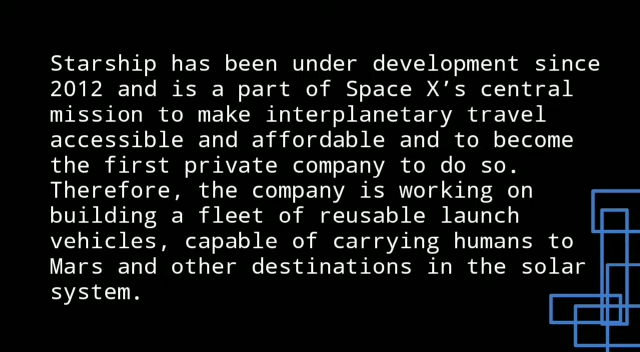 Starship has been under development since
2012 and is a part of Space X’s central
mission to make interplanetary travel
accessible and affordable and to become
the first private company to do so.
Therefore, the company is working on
building a fleet of reusable launch
vehicles, capable of carrying humans to
Mars and other destinations in the solar
system.